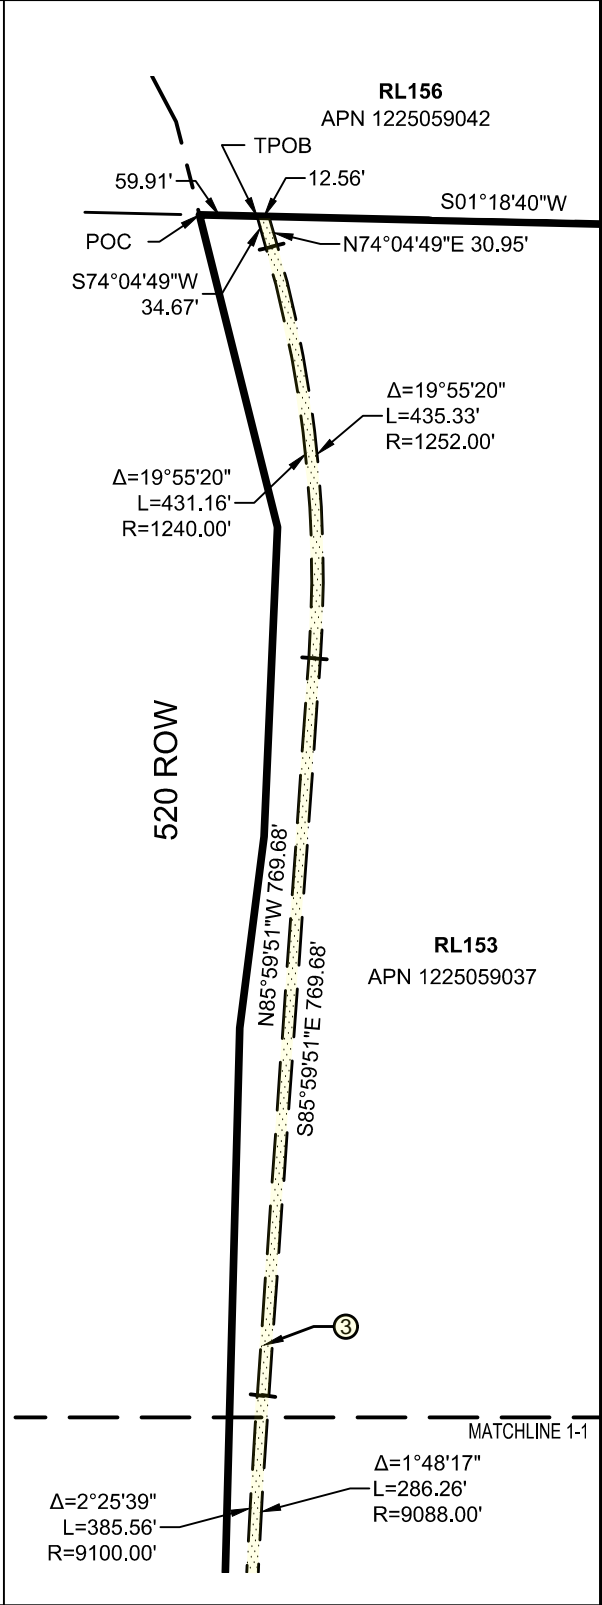 RL156
APN 1225059042
TPOB
59.91'
12.56'
S01°18'40"W
POC
N74°04'49"E 30.95'
S74°04'49"W
34.67'
Δ=19°55'20"
L=435.33'
R=1252.00'
Δ=19°55'20"
L=431.16'
R=1240.00'
520 ROW
N85°59'51"W 769.68'
S85°59'51"E 769.68'
RL153
APN 1225059037
3
MATCHLINE 1-1
Δ=1°48'17"
L=286.26'
R=9088.00'
Δ=2°25'39"
L=385.56'
R=9100.00'